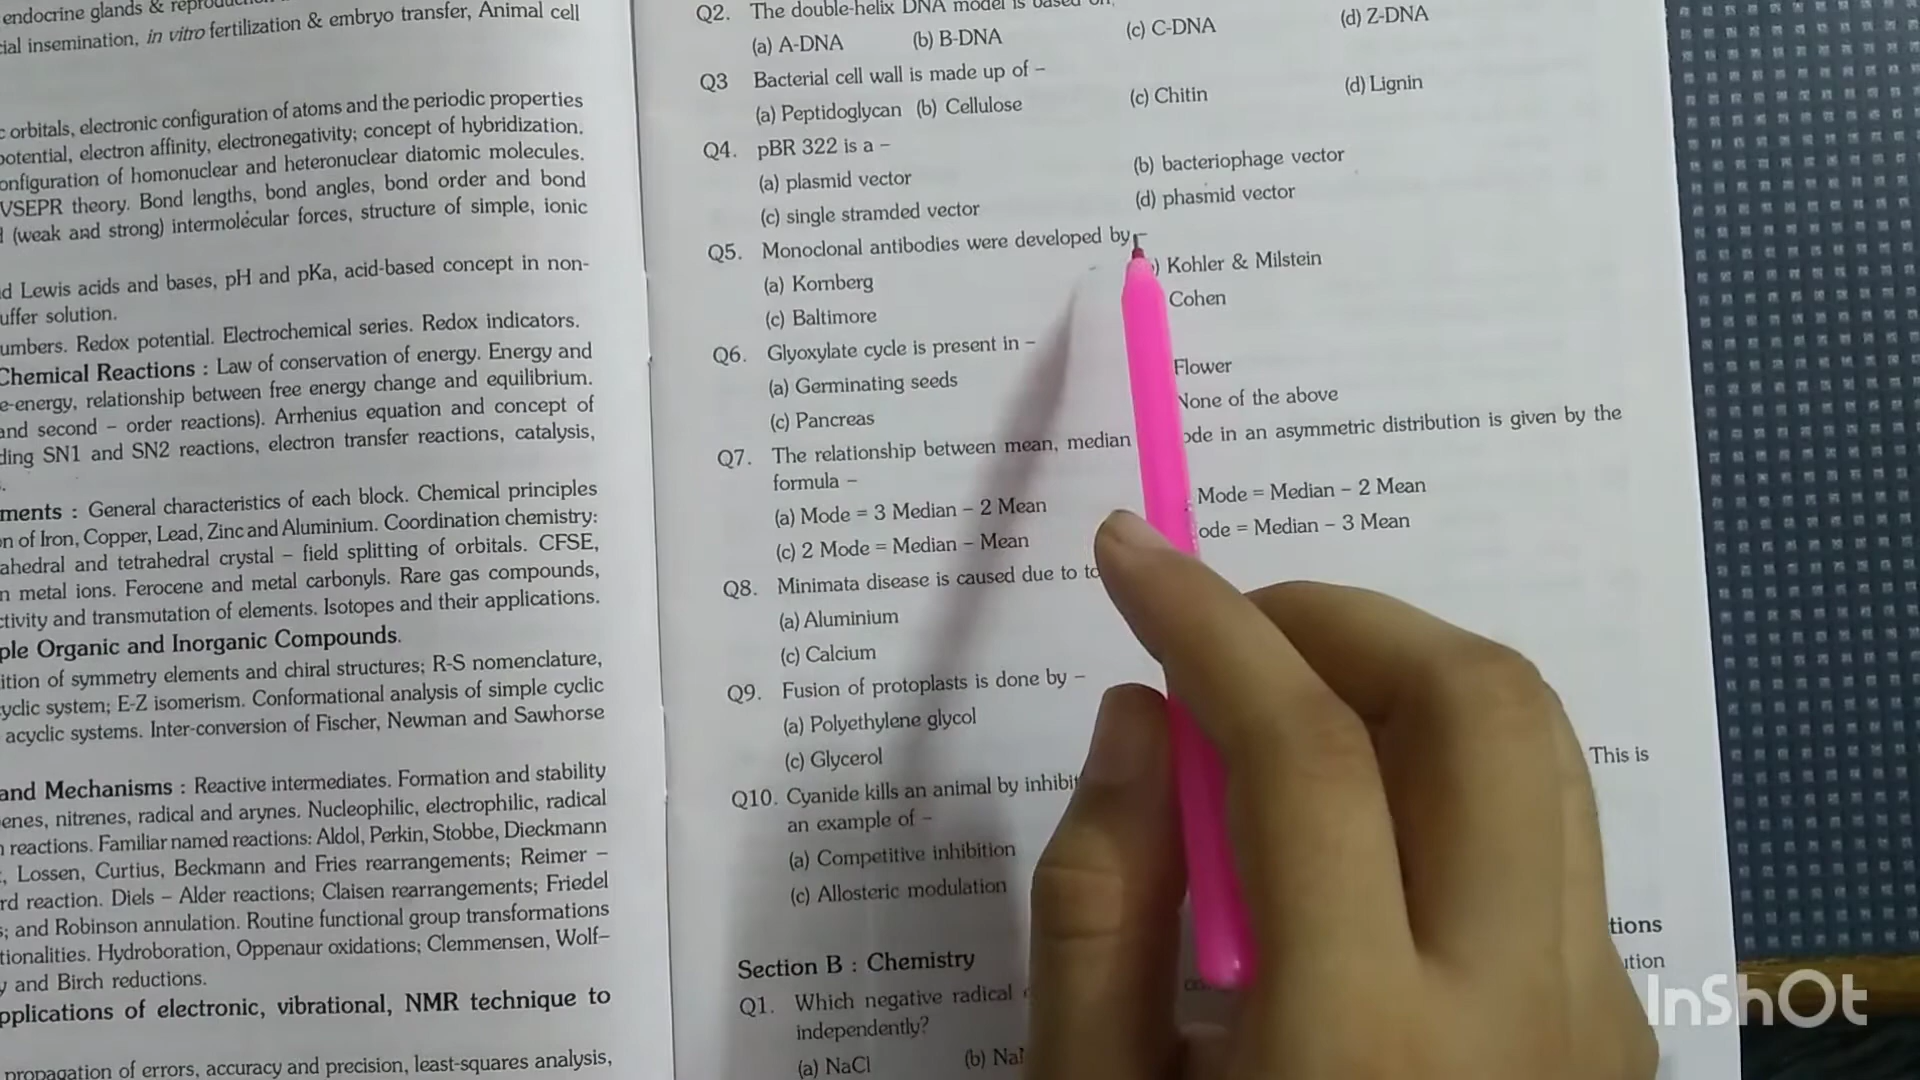 endocrine glands &
cial insemination, in vitro fertilization & embryo transfer, Animal cell
c orbitals, electronic configuration of atoms and the periodic properties
potential, electron affinity, electronegativity; concept of hybridization.
onfiguration of homonuclear and heteronuclear diatomic molecules.
VSEPR theory. Bond lengths, bond angles, bond order and bond
(weak and strong) intermolecular forces, structure of simple, ionic
d Lewis acids and bases, pH and pKa, acid-based concept in non-
uffer solution.
umbers. Redox potential. Electrochemical series. Redox indicators.
Chemical Reactions : Law of conservation of energy. Energy and
e-energy, relationship between free energy change and equilibrium.
and second – order reactions). Arrhenius equation and concept of
ding SN1 and SN2 reactions, electron transfer reactions, catalysis,
ments : General characteristics of each block. Chemical principles
on of Iron, Copper, Lead, Zinc and Aluminium. Coordination chemistry:
ahedral and tetrahedral crystal – field splitting of orbitals. CFSE,
n metal ions. Ferocene and metal carbonyls. Rare gas compounds,
ctivity and transmutation of elements. Isotopes and their applications.
ple Organic and Inorganic Compounds.
ition of symmetry elements and chiral structures; R-S nomenclature,
cyclic system; E-Z isomerism. Conformational analysis of simple cyclic
acyclic systems. Inter-conversion of Fischer, Newman and Sawhorse
and Mechanisms : Reactive intermediates. Formation and stability
enes, nitrenes, radical and arynes. Nucleophilic, electrophilic, radical
reactions. Familiar named reactions: Aldol, Perkin, Stobbe, Dieckmann
, Lossen, Curtius, Beckmann and Fries rearrangements; Reimer –
rd reaction. Diels – Alder reactions; Claisen rearrangements; Friedel
s; and Robinson annulation. Routine functional group transformations
tionalities. Hydroboration, Oppenaur oxidations; Clemmensen, Wolf–
y and Birch reductions.
pplications of electronic, vibrational, NMR technique to
propagation of errors, accuracy and precision, least-squares analysis,
Q2. The double-helix DNA model is based on
(a) A-DNA (b) B-DNA (c) C-DNA (d) Z-DNA
Q3 Bacterial cell wall is made up of –
(a) Peptidoglycan (b) Cellulose (c) Chitin (d) Lignin
Q4. pBR 322 is a –
(a) plasmid vector (b) bacteriophage vector
(c) single stramded vector (d) phasmid vector
Q5. Monoclonal antibodies were developed by –
(a) Kornberg ) Kohler & Milstein
(c) Baltimore Cohen
Q6. Glyoxylate cycle is present in –
(a) Germinating seeds Flower
(c) Pancreas None of the above
Q7. The relationship between mean, median ode in an asymmetric distribution is given by the
formula –
(a) Mode = 3 Median – 2 Mean Mode = Median – 2 Mean
(c) 2 Mode = Median – Mean ode = Median – 3 Mean
Q8. Minimata disease is caused due to
(a) Aluminium
(c) Calcium
Q9. Fusion of protoplasts is done by –
(a) Polyethylene glycol
(c) Glycerol
Q10. Cyanide kills an animal by inhibit This is
an example of –
(a) Competitive inhibition
(c) Allosteric modulation
tions
Section B : Chemistry
Q1. Which negative radical
independently?
(a) NaCl (b)
InShOt